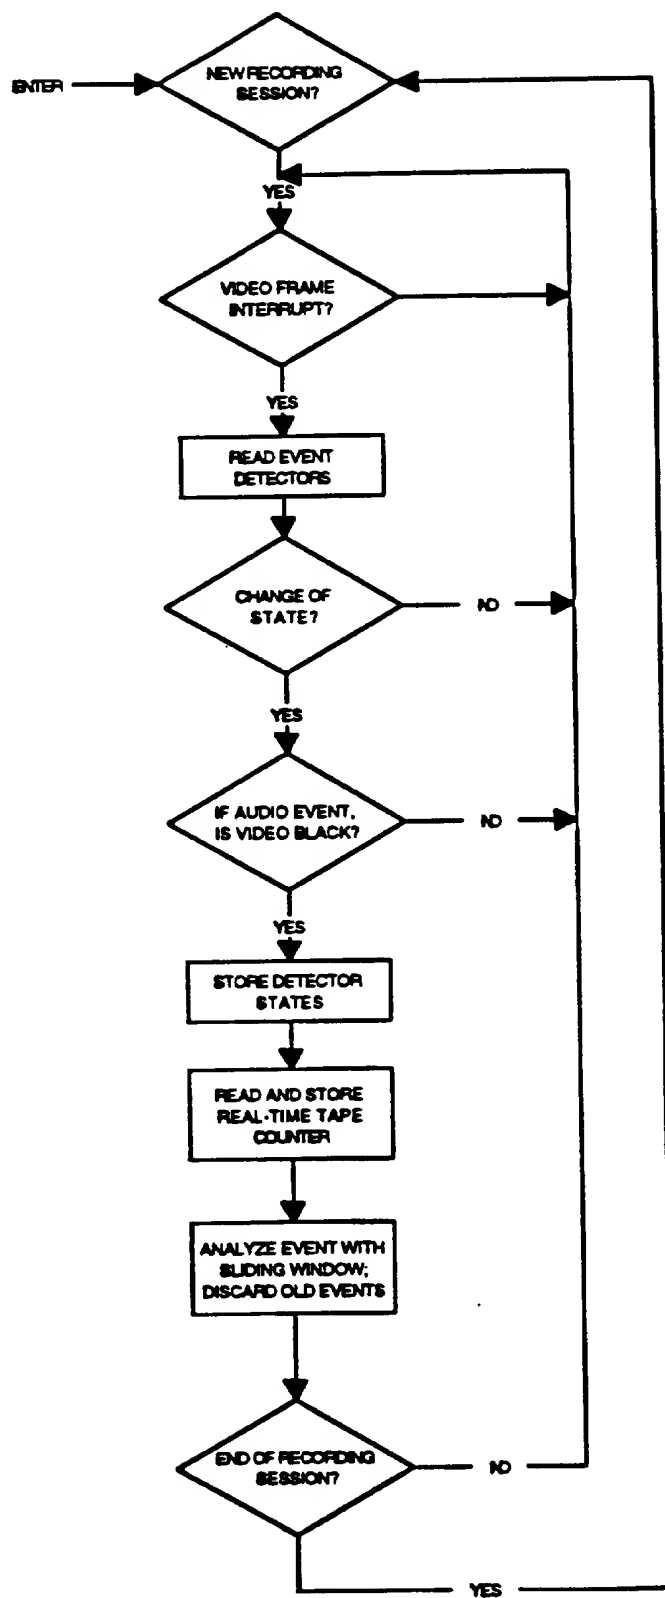 NEW RECORDING
SESSION?
ENTER
YES
VIDEO FRAME
INTERRUPT?
YES
READ EVENT
DETECTORS
CHANGE OF
STATE?
NO
YES
IF AUDIO EVENT,
IS VIDEO BLACK?
NO
YES
STORE DETECTOR
STATES
READ AND STORE
REAL-TIME TAPE
COUNTER
ANALYZE EVENT WITH
SLIDING WINDOW;
DISCARD OLD EVENTS
END OF RECORDING
SESSION?
NO
YES